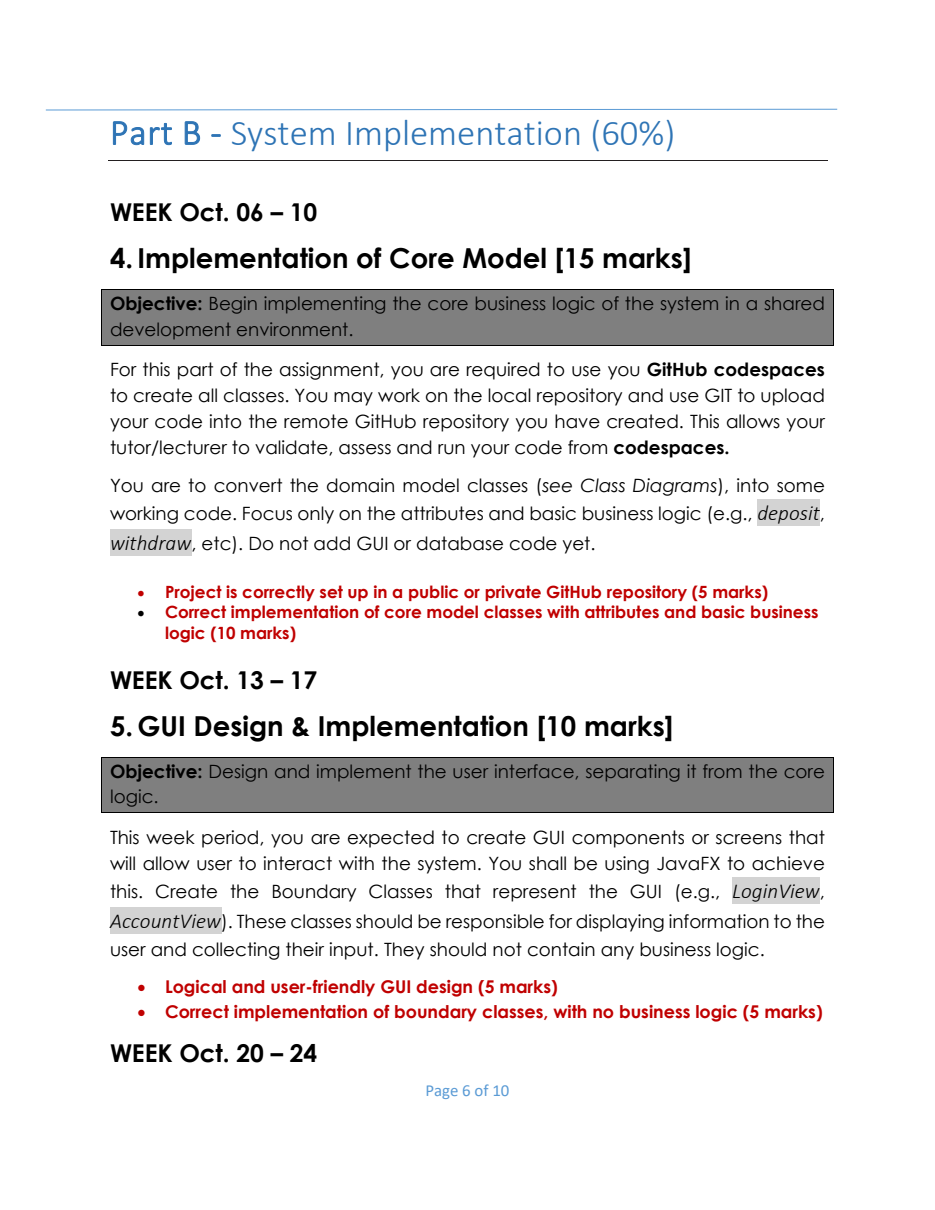 Part B - System Implementation (60%)
WEEK Oct. 06 – 10
4. Implementation of Core Model [15 marks]
Objective: Begin implementing the core business logic of the system in a shared
development environment.
For this part of the assignment, you are required to use you GitHub codespaces
to create all classes. You may work on the local repository and use GIT to upload
your code into the remote GitHub repository you have created. This allows your
tutor/lecturer to validate, assess and run your code from codespaces.
You are to convert the domain model classes (see Class Diagrams), into some
working code. Focus only on the attributes and basic business logic (e.g., deposit,
withdraw, etc). Do not add GUI or database code yet.
• Project is correctly set up in a public or private GitHub repository (5 marks)
• Correct implementation of core model classes with attributes and basic business
logic (10 marks)
WEEK Oct. 13 – 17
5. GUI Design & Implementation [10 marks]
Objective: Design and implement the user interface, separating it from the core
logic.
This week period, you are expected to create GUI components or screens that
will allow user to interact with the system. You shall be using JavaFX to achieve
this. Create the Boundary Classes that represent the GUI (e.g., LoginView,
AccountView). These classes should be responsible for displaying information to the
user and collecting their input. They should not contain any business logic.
• Logical and user-friendly GUI design (5 marks)
• Correct implementation of boundary classes, with no business logic (5 marks)
WEEK Oct. 20 – 24
Page 6 of 10